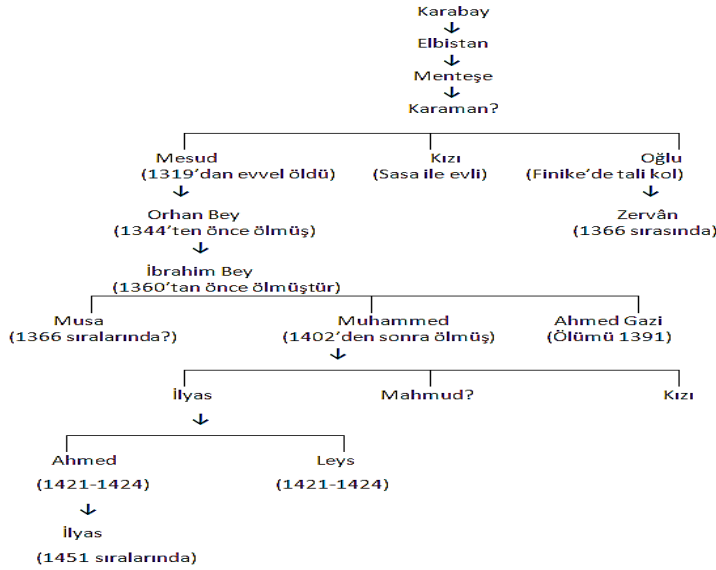 Karabay
Elbistan
Menteşe
Karaman?
Mesud
(1319'dan evvel öldü)
Kızı
(Sasa ile evli)
Oğlu
(Finike'de tali kol)
Orhan Bey
(1344'ten önce ölmüş)
Zervân
(1366 sırasında)
İbrahim Bey
(1360'tan önce ölmüştür)
Musa
(1366 sıralarında?)
Muhammed
(1402'den sonra ölmüş)
Ahmed Gazi
(Ölümü 1391)
İlyas
Mahmud?
Kızı
Ahmed
(1421-1424)
Leys
(1421-1424)
İlyas
(1451 sıralarında)